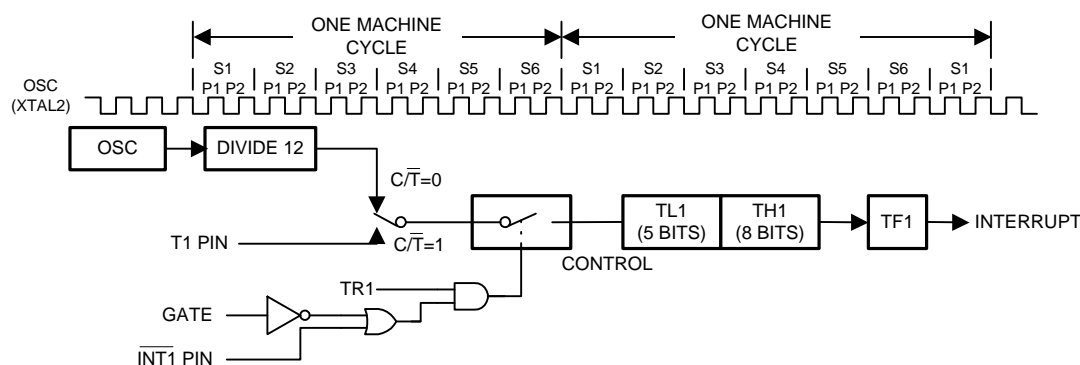 ONE MACHINE
CYCLE
ONE MACHINE
CYCLE
S1 S2 S3 S4 S5 S6 S1 S2 S3 S4 S5 S6 S1
OSC
(XTAL2)
P1 P2 P1 P2 P1 P2 P1 P2 P1 P2 P1 P2 P1 P2 P1 P2 P1 P2 P1 P2 P1 P2 P1 P2 P1 P2
OSC
DIVIDE 12
C/T̅=0
T1 PIN
C/T̅=1
CONTROL
TL1
(5 BITS)
TH1
(8 BITS)
TF1
INTERRUPT
TR1
GATE
I̅N̅T̅1̅ PIN